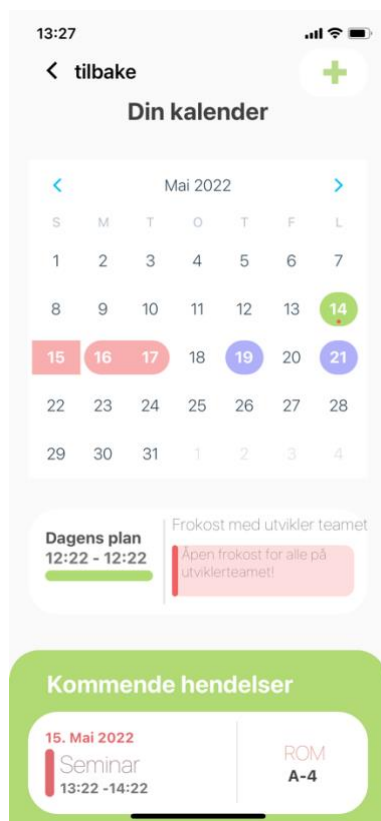 13:27
tilbake
Din kalender
Mai 2022
S M T O T F L
1 2 3 4 5 6 7
8 9 10 11 12 13 14
15 16 17 18 19 20 21
22 23 24 25 26 27 28
29 30 31 1 2 3 4
Dagens plan
12:22 - 12:22
Frokost med utvikler teamet
Åpen frokost for alle på
utviklerteamet!
Kommende hendelser
15. Mai 2022
Seminar
13:22 -14:22
ROM
A-4